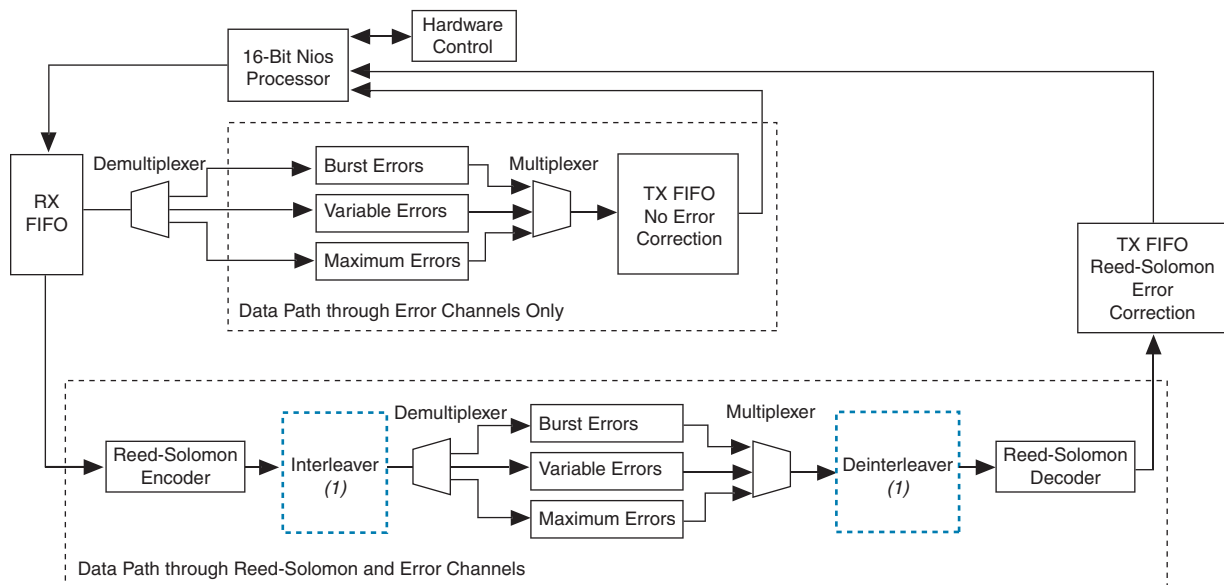 Hardware
Control
16-Bit Nios
Processor
Demultiplexer
Burst Errors
Multiplexer
RX
FIFO
Variable Errors
TX FIFO
No Error
Correction
Maximum Errors
Data Path through Error Channels Only
TX FIFO
Reed-Solomon
Error
Correction
Demultiplexer
Burst Errors
Multiplexer
Reed-Solomon
Encoder
Interleaver
(1)
Variable Errors
Deinterleaver
(1)
Reed-Solomon
Decoder
Maximum Errors
Data Path through Reed-Solomon and Error Channels